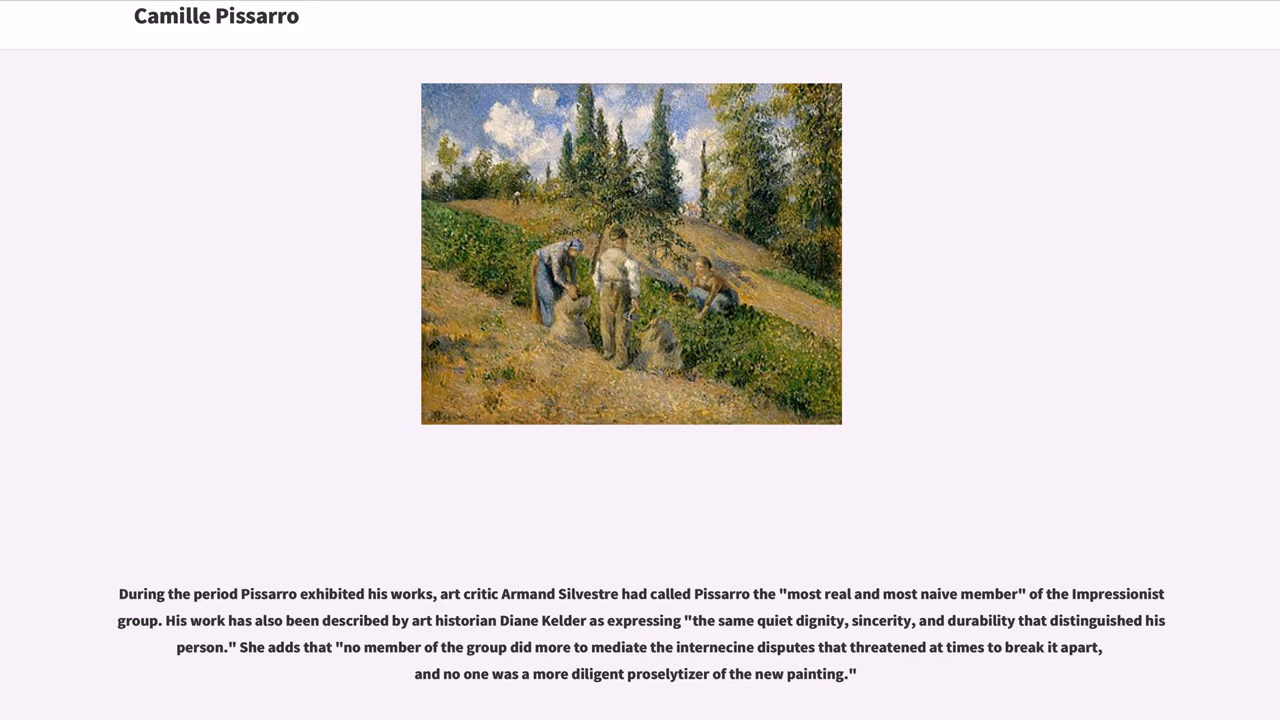 Camille Pissarro
During the period Pissarro exhibited his works, art critic Armand Silvestre had called Pissarro the "most real and most naive member" of the Impressionist
group. His work has also been described by art historian Diane Kelder as expressing "the same quiet dignity, sincerity, and durability that distinguished his
person." She adds that "no member of the group did more to mediate the internecine disputes that threatened at times to break it apart,
and no one was a more diligent proselytizer of the new painting."